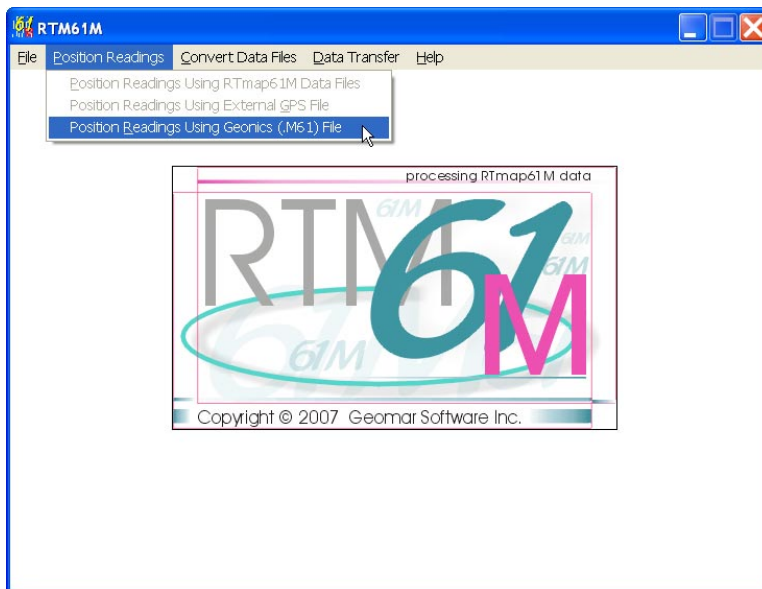 RTM61M
File Position Readings Convert Data Files Data Transfer Help
Position Readings Using RTmap61M Data Files
Position Readings Using External GPS File
Position Readings Using Geonics (.M61) File
processing RTmap61M data
RTM
61M
61
61M
61M
M
61M
61M
Copyright © 2007 Geomar Software Inc.